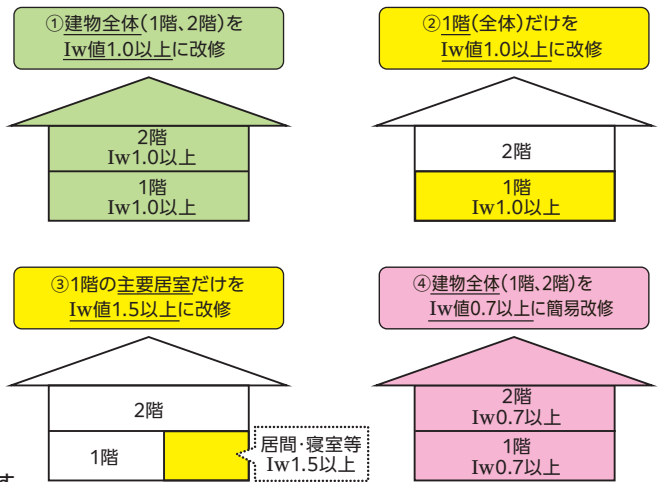 ①建物全体(1階、2階)を
Iw値1.0以上に改修
2階
Iw1.0以上
1階
Iw1.0以上
②1階(全体)だけを
Iw値1.0以上に改修
2階
1階
Iw1.0以上
③1階の主要居室だけを
Iw値1.5以上に改修
2階
1階
居間・寝室等
Iw1.5以上
④建物全体(1階、2階)を
Iw値0.7以上に簡易改修
2階
Iw0.7以上
1階
Iw0.7以上
す